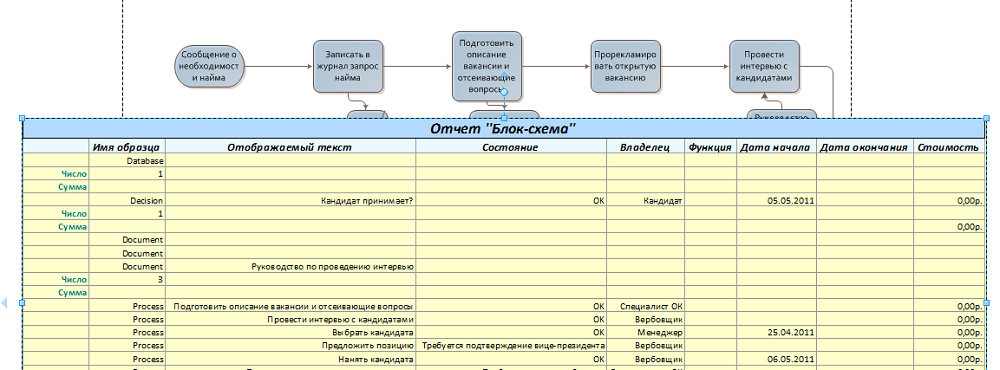 Сообщение о
необходимост
и найма
Записать в
журнал запрос
найма
Подготовить
описание
вакансии и
отсеивающие
вопросы
Прорекламиро
вать открытую
вакансию
Провести
интервью с
кандидатами
Руководство
Отчет "Блок-схема"
Имя образца Отображаемый текст Состояние Владелец Функция Дата начала Дата окончания Стоимость
Database
Число 1
Сумма
Decision Кандидат принимает? ОК Кандидат 05.05.2011 0,00р.
Число 1
Сумма 0,00р.
Document
Document
Document Руководство по проведению интервью
Число 3
Сумма
Process Подготовить описание вакансии и отсеивающие вопросы ОК Специалист ОК 0,00р.
Process Провести интервью с кандидатами ОК Вербовщик 0,00р.
Process Выбрать кандидата ОК Менеджер 25.04.2011 0,00р.
Process Предложить позицию Требуется подтверждение вице-президента Вербовщик 0,00р.
Process Нанять кандидата ОК Вербовщик 06.05.2011 0,00р.